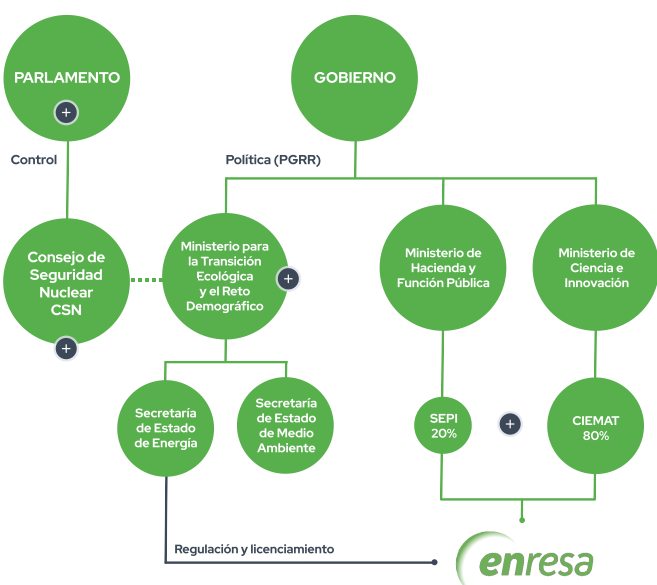 PARLAMENTO
+
GOBIERNO
Control
Política (PGRR)
Consejo de
Seguridad
Nuclear
CSN
+
Ministerio para
la Transición
Ecológica
y el Reto
Demográfico
+
Ministerio de
Hacienda y
Función Pública
Ministerio de
Ciencia e
Innovación
Secretaría
de Estado
de Energía
Secretaría
de Estado
de Medio
Ambiente
SEPI
20%
+
CIEMAT
80%
Regulación y licenciamiento
enresa